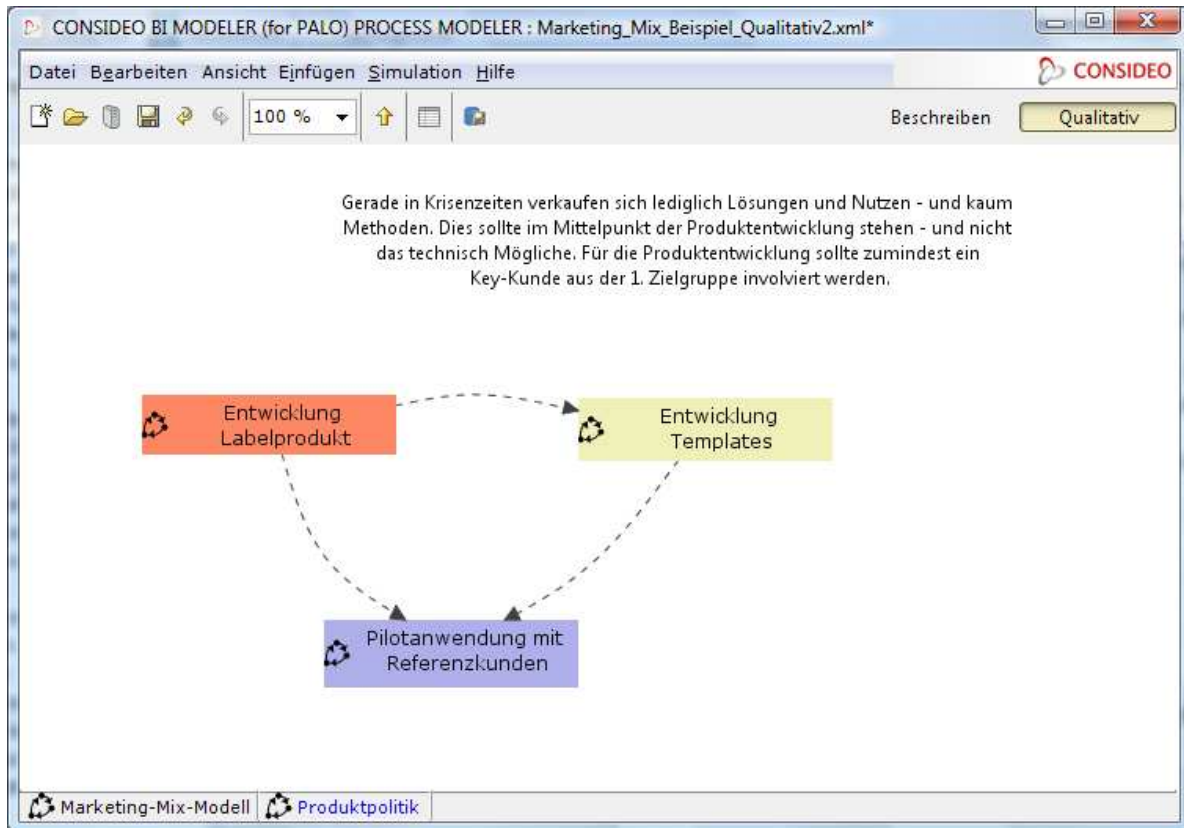 CONSIDEO BI MODELER (for PALO) PROCESS MODELER : Marketing_Mix_Beispiel_Qualitativ2.xml*
Datei Bearbeiten Ansicht Einfügen Simulation Hilfe
CONSIDEO
100 %
Beschreiben
Qualitativ
Gerade in Krisenzeiten verkaufen sich lediglich Lösungen und Nutzen - und kaum
Methoden. Dies sollte im Mittelpunkt der Produktentwicklung stehen - und nicht
das technisch Mögliche. Für die Produktentwicklung sollte zumindest ein
Key-Kunde aus der 1. Zielgruppe involviert werden.
Entwicklung
Labelprodukt
Entwicklung
Templates
Pilotanwendung mit
Referenzkunden
Marketing-Mix-Modell
Produktpolitik